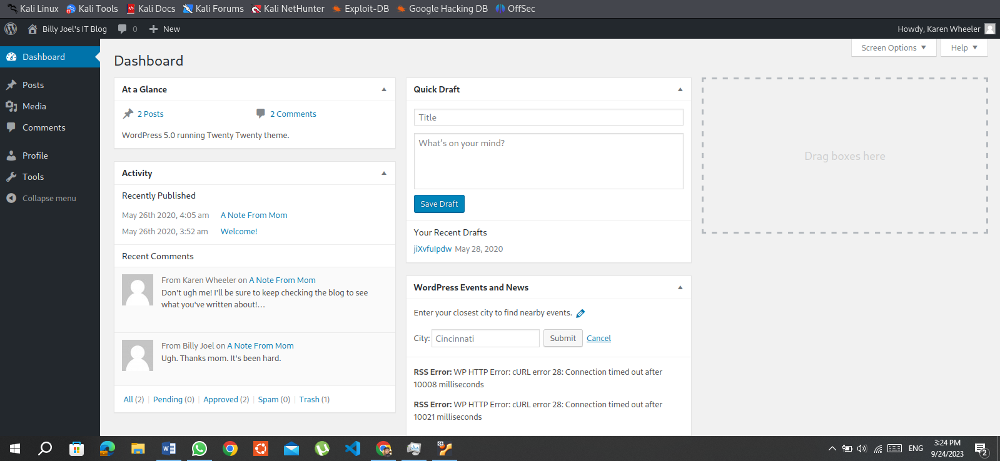 Kali Linux Kali Tools Kali Docs Kali Forums Kali NetHunter Exploit-DB Google Hacking DB OffSec
Billy Joel's IT Blog 0 New Howdy, Karen Wheeler
Screen Options Help
Dashboard
Posts
Media
Comments
Profile
Tools
Collapse menu
Dashboard
At a Glance
2 Posts 2 Comments
WordPress 5.0 running Twenty Twenty theme.
Activity
Recently Published
May 26th 2020, 4:05 am A Note From Mom
May 26th 2020, 3:52 am Welcome!
Recent Comments
From Karen Wheeler on A Note From Mom
Don't ugh me! I'll be sure to keep checking the blog to see
what you've written about!…
From Billy Joel on A Note From Mom
Ugh. Thanks mom. It's been hard.
All (2) | Pending (0) | Approved (2) | Spam (0) | Trash (1)
Quick Draft
Title
What's on your mind?
Save Draft
Your Recent Drafts
jiXvfuIpdw May 28, 2020
WordPress Events and News
Enter your closest city to find nearby events.
City: Cincinnati Submit Cancel
RSS Error: WP HTTP Error: cURL error 28: Connection timed out after
10008 milliseconds
RSS Error: WP HTTP Error: cURL error 28: Connection timed out after
10021 milliseconds
Drag boxes here
ENG
3:24 PM
9/24/2023
2